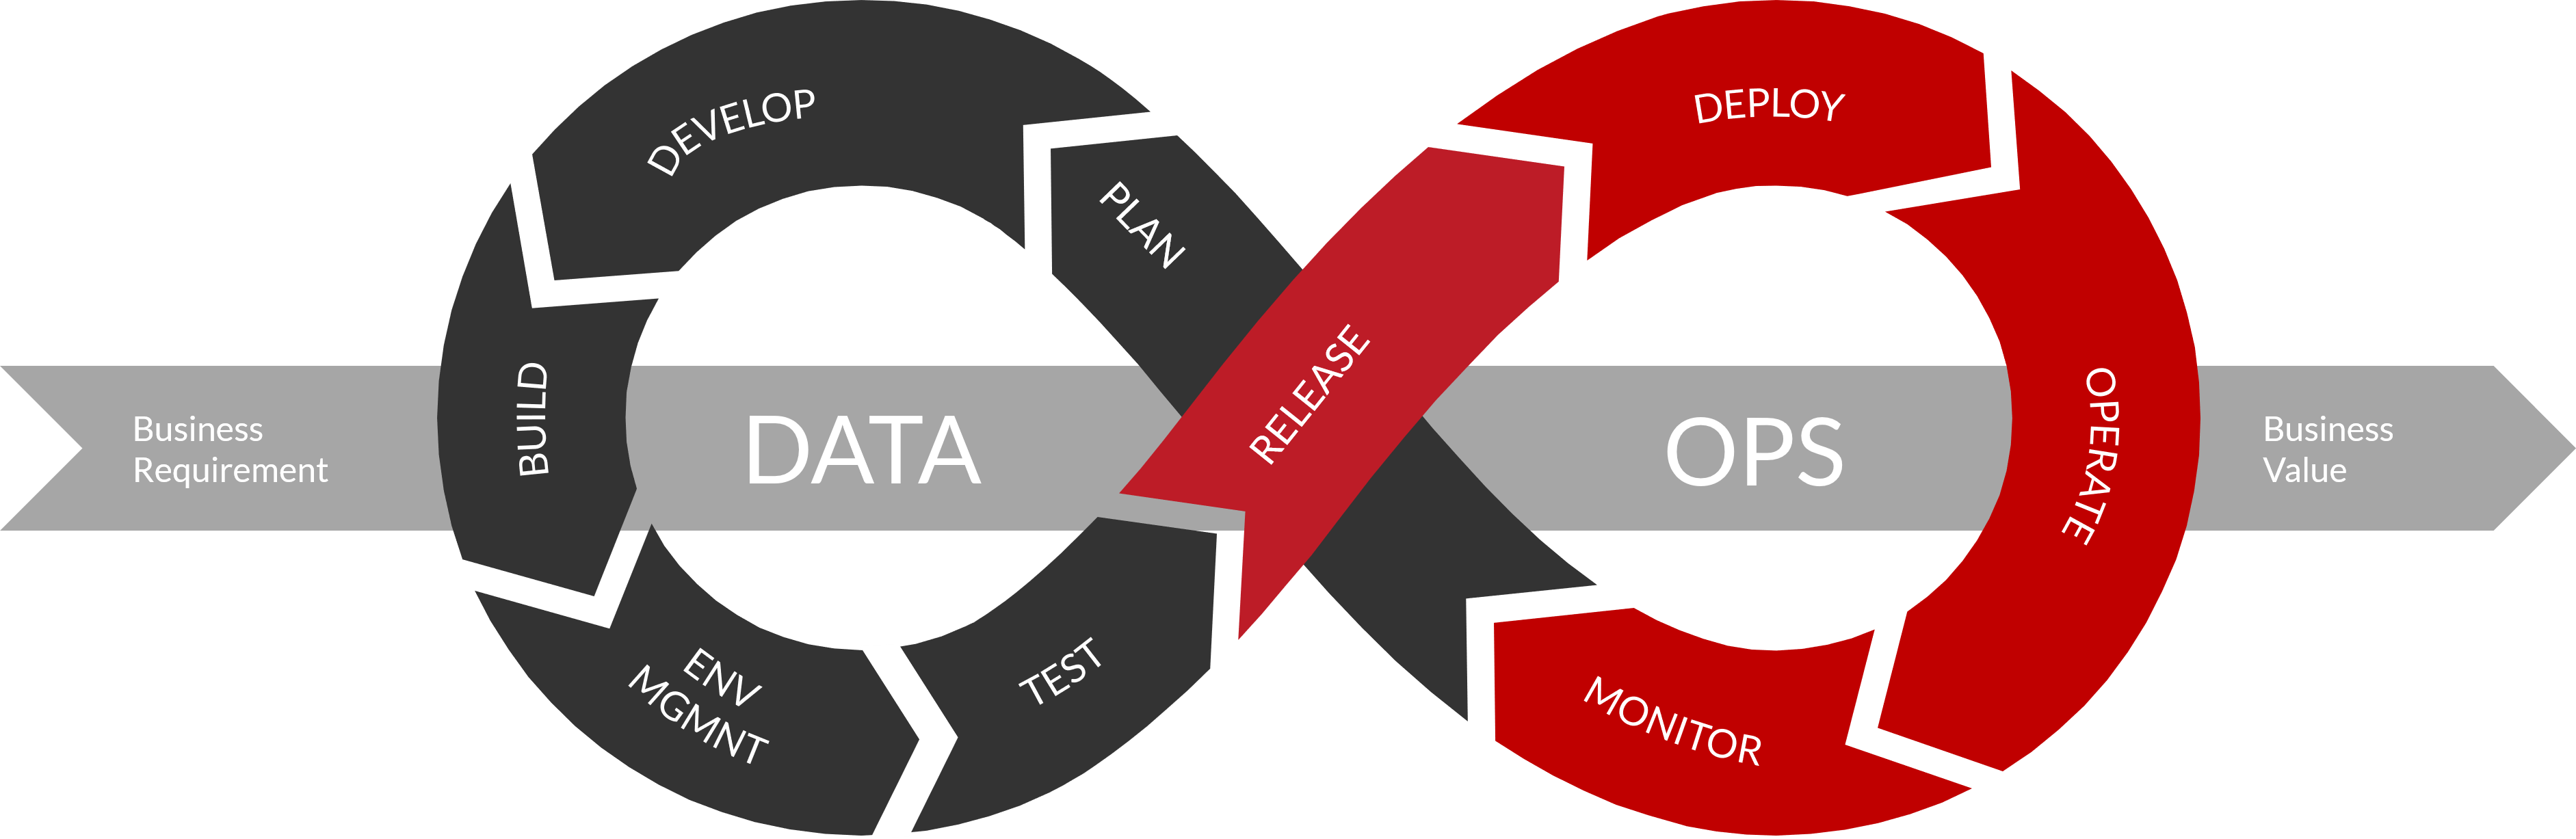 Business
Requirement
DATA
PLAN
DEVELOP
BUILD
ENV
MGMNT
TEST
RELEASE
DEPLOY
OPERATE
MONITOR
OPS
Business
Value